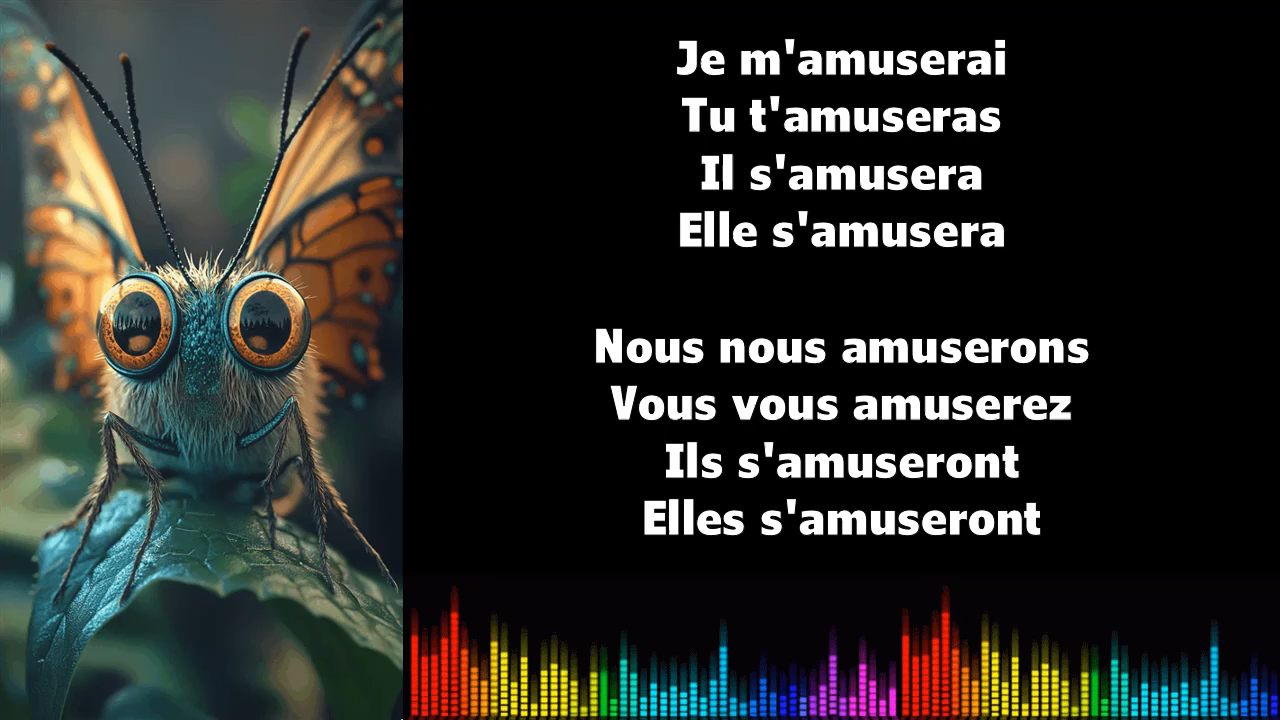 Je m'amuserai
Tu t'amuseras
Il s'amusera
Elle s'amusera
Nous nous amuserons
Vous vous amuserez
Ils s'amuseront
Elles s'amuseront